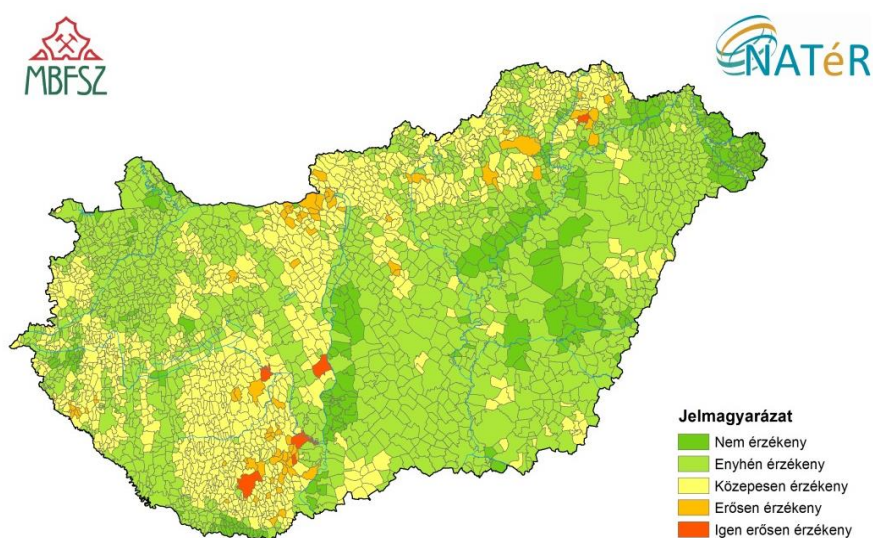 MBFSZ
NATéR
Jelmagyarázat
Nem érzékeny
Enyhén érzékeny
Közepesen érzékeny
Erősen érzékeny
Igen erősen érzékeny